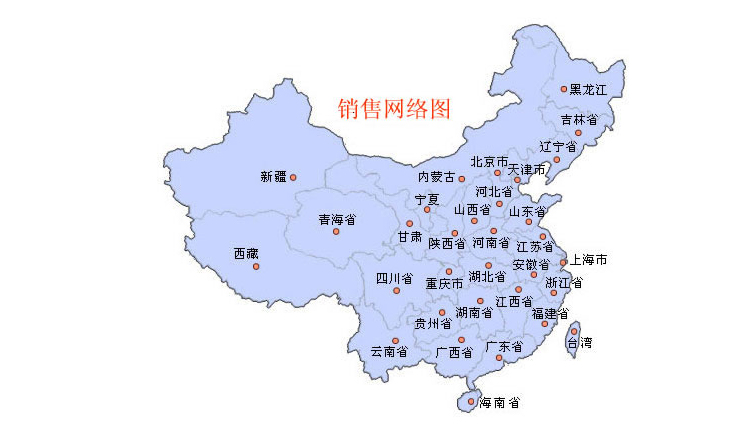 黑龙江
销售网络图
吉林省
辽宁省
北京市
天津市
新疆
内蒙古
河北省
宁夏
山西省
山东省
青海省
甘肃
陕西省
河南省
江苏省
西藏
上海市
安徽省
四川省
重庆市
湖北省
浙江省
江西省
湖南省
福建省
贵州省
台湾
云南省
广西省
广东省
海南省